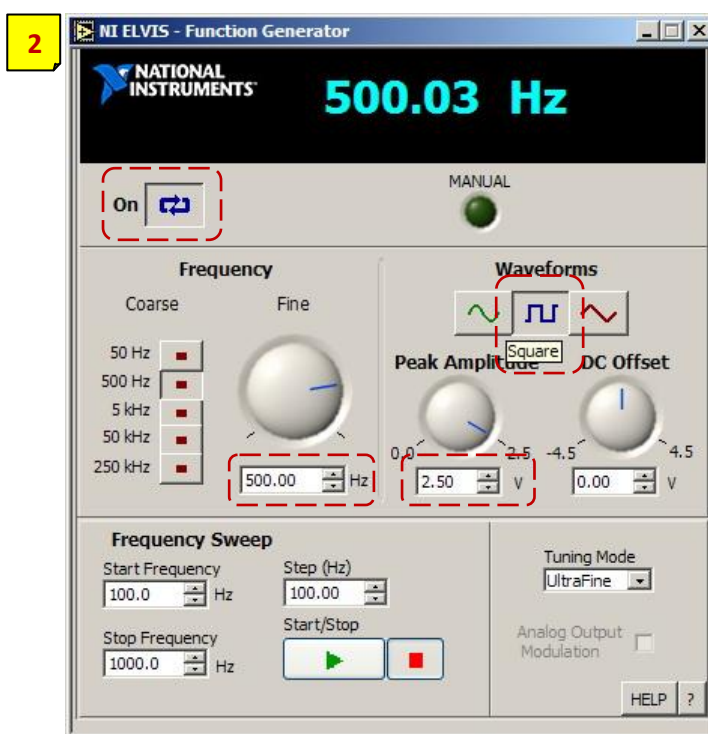 2
NI ELVIS - Function Generator
NATIONAL
INSTRUMENTS
500.03 Hz
On
MANUAL
Frequency
Waveforms
Coarse
Fine
Square
50 Hz
500 Hz
5 kHz
50 kHz
250 kHz
Peak Amplitude
DC Offset
0.0
2.5
-4.5
4.5
500.00
Hz
2.50
V
0.00
V
Frequency Sweep
Start Frequency
Step (Hz)
100.0
Hz
100.00
Start/Stop
Stop Frequency
1000.0
Hz
Tuning Mode
UltraFine
Analog Output
Modulation
HELP
?